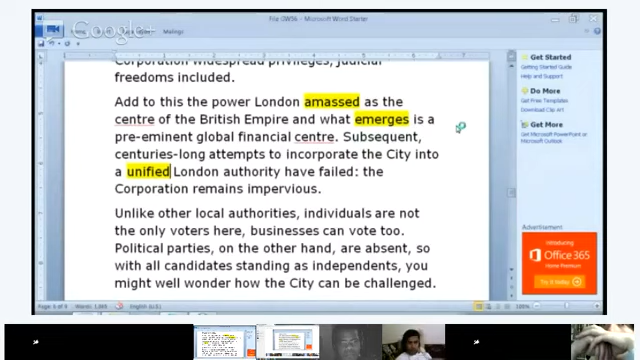 File GW56 - Microsoft Word Starter
Google+
Mailings
Corporation widespread privileges, judicial
freedoms included.
Add to this the power London amassed as the
centre of the British Empire and what emerges is a
pre-eminent global financial centre. Subsequent,
centuries-long attempts to incorporate the City into
a unified London authority have failed: the
Corporation remains impervious.
Unlike other local authorities, individuals are not
the only voters here, businesses can vote too.
Political parties, on the other hand, are absent, so
with all candidates standing as independents, you
might well wonder how the City can be challenged.
Get Started
Getting Started Guide
Help and Support
Do More
Get Free Templates
Download Clip Art
Get More
Get Microsoft PowerPoint or
Microsoft Outlook
Advertisement
Introducing
Office 365
Home Premium
Try it now
English (U.S.)